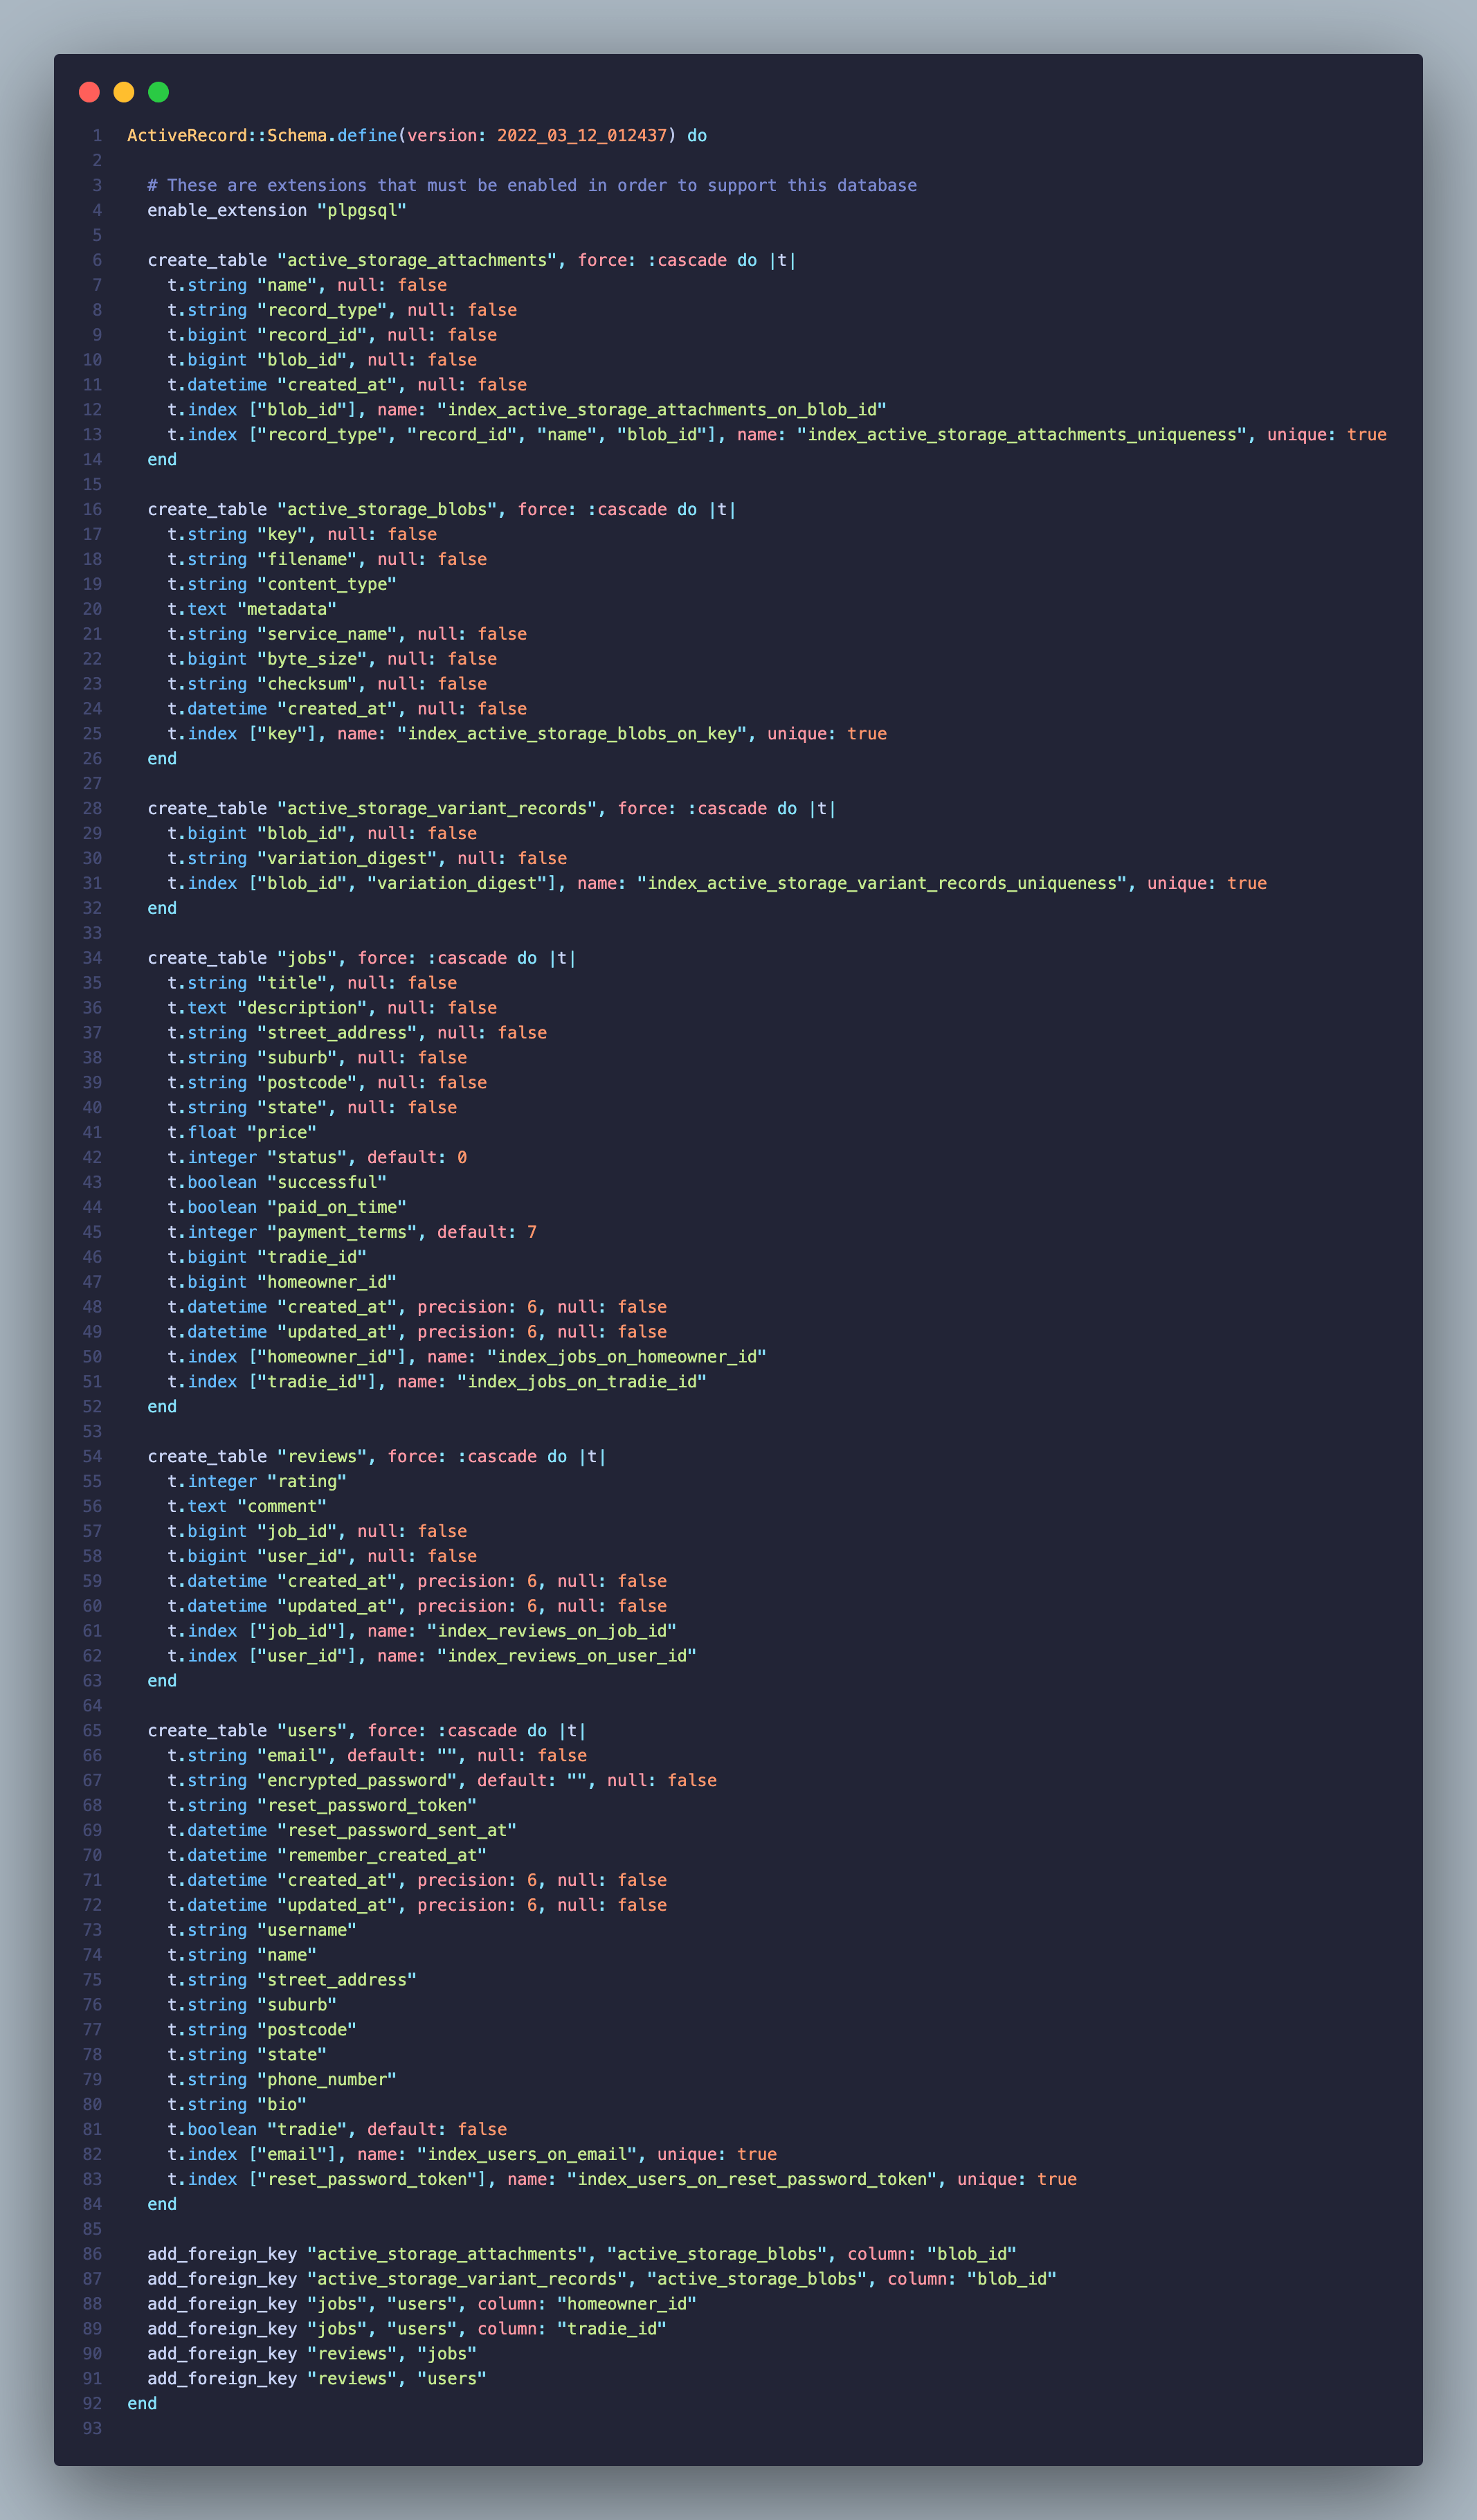 1 ActiveRecord::Schema.define(version: 2022_03_12_012437) do
2
3 # These are extensions that must be enabled in order to support this database
4 enable_extension "plpgsql"
5
6 create_table "active_storage_attachments", force: :cascade do |t|
7 t.string "name", null: false
8 t.string "record_type", null: false
9 t.bigint "record_id", null: false
10 t.bigint "blob_id", null: false
11 t.datetime "created_at", null: false
12 t.index ["blob_id"], name: "index_active_storage_attachments_on_blob_id"
13 t.index ["record_type", "record_id", "name", "blob_id"], name: "index_active_storage_attachments_uniqueness", unique: true
14 end
15
16 create_table "active_storage_blobs", force: :cascade do |t|
17 t.string "key", null: false
18 t.string "filename", null: false
19 t.string "content_type"
20 t.text "metadata"
21 t.string "service_name", null: false
22 t.bigint "byte_size", null: false
23 t.string "checksum", null: false
24 t.datetime "created_at", null: false
25 t.index ["key"], name: "index_active_storage_blobs_on_key", unique: true
26 end
27
28 create_table "active_storage_variant_records", force: :cascade do |t|
29 t.bigint "blob_id", null: false
30 t.string "variation_digest", null: false
31 t.index ["blob_id", "variation_digest"], name: "index_active_storage_variant_records_uniqueness", unique: true
32 end
33
34 create_table "jobs", force: :cascade do |t|
35 t.string "title", null: false
36 t.text "description", null: false
37 t.string "street_address", null: false
38 t.string "suburb", null: false
39 t.string "postcode", null: false
40 t.string "state", null: false
41 t.float "price"
42 t.integer "status", default: 0
43 t.boolean "successful"
44 t.boolean "paid_on_time"
45 t.integer "payment_terms", default: 7
46 t.bigint "tradie_id"
47 t.bigint "homeowner_id"
48 t.datetime "created_at", precision: 6, null: false
49 t.datetime "updated_at", precision: 6, null: false
50 t.index ["homeowner_id"], name: "index_jobs_on_homeowner_id"
51 t.index ["tradie_id"], name: "index_jobs_on_tradie_id"
52 end
53
54 create_table "reviews", force: :cascade do |t|
55 t.integer "rating"
56 t.text "comment"
57 t.bigint "job_id", null: false
58 t.bigint "user_id", null: false
59 t.datetime "created_at", precision: 6, null: false
60 t.datetime "updated_at", precision: 6, null: false
61 t.index ["job_id"], name: "index_reviews_on_job_id"
62 t.index ["user_id"], name: "index_reviews_on_user_id"
63 end
64
65 create_table "users", force: :cascade do |t|
66 t.string "email", default: "", null: false
67 t.string "encrypted_password", default: "", null: false
68 t.string "reset_password_token"
69 t.datetime "reset_password_sent_at"
70 t.datetime "remember_created_at"
71 t.datetime "created_at", precision: 6, null: false
72 t.datetime "updated_at", precision: 6, null: false
73 t.string "username"
74 t.string "name"
75 t.string "street_address"
76 t.string "suburb"
77 t.string "postcode"
78 t.string "state"
79 t.string "phone_number"
80 t.string "bio"
81 t.boolean "tradie", default: false
82 t.index ["email"], name: "index_users_on_email", unique: true
83 t.index ["reset_password_token"], name: "index_users_on_reset_password_token", unique: true
84 end
85
86 add_foreign_key "active_storage_attachments", "active_storage_blobs", column: "blob_id"
87 add_foreign_key "active_storage_variant_records", "active_storage_blobs", column: "blob_id"
88 add_foreign_key "jobs", "users", column: "homeowner_id"
89 add_foreign_key "jobs", "users", column: "tradie_id"
90 add_foreign_key "reviews", "jobs"
91 add_foreign_key "reviews", "users"
92 end
93